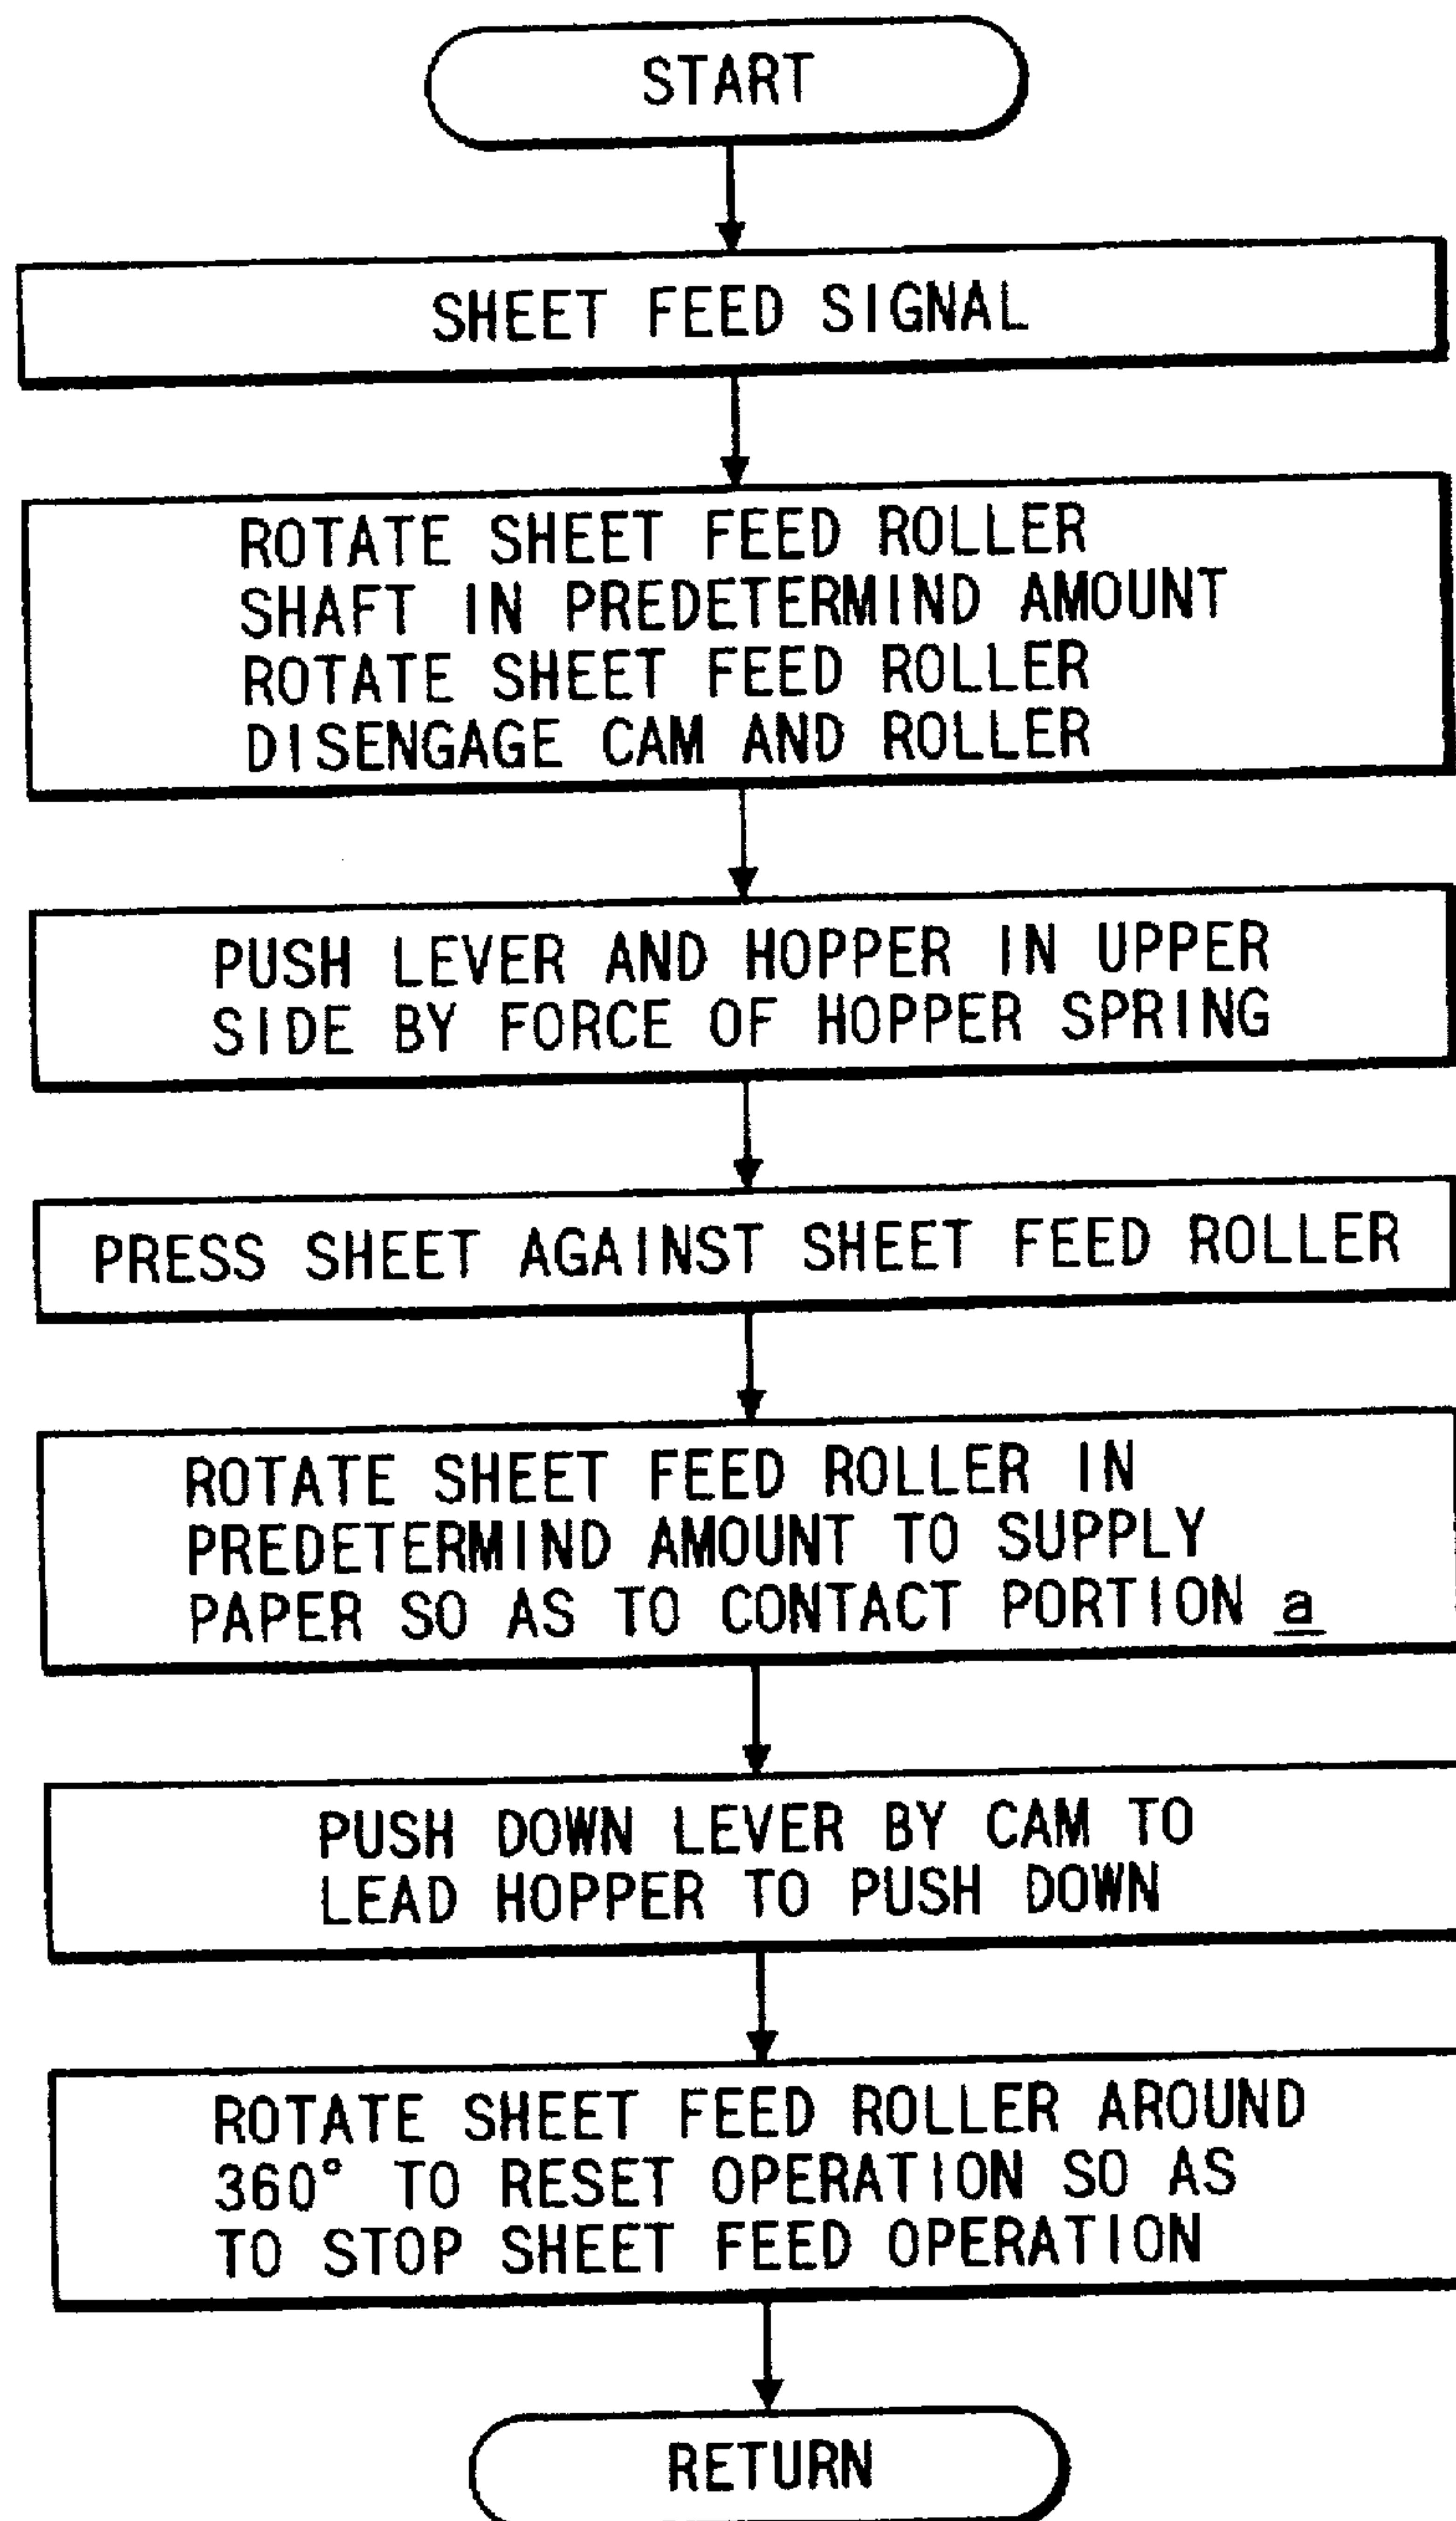 START
SHEET FEED SIGNAL
ROTATE SHEET FEED ROLLER
SHAFT IN PREDETERMIND AMOUNT
ROTATE SHEET FEED ROLLER
DISENGAGE CAM AND ROLLER
PUSH LEVER AND HOPPER IN UPPER
SIDE BY FORCE OF HOPPER SPRING
PRESS SHEET AGAINST SHEET FEED ROLLER
ROTATE SHEET FEED ROLLER IN
PREDETERMIND AMOUNT TO SUPPLY
PAPER SO AS TO CONTACT PORTION a
PUSH DOWN LEVER BY CAM TO
LEAD HOPPER TO PUSH DOWN
ROTATE SHEET FEED ROLLER AROUND
360° TO RESET OPERATION SO AS
TO STOP SHEET FEED OPERATION
RETURN